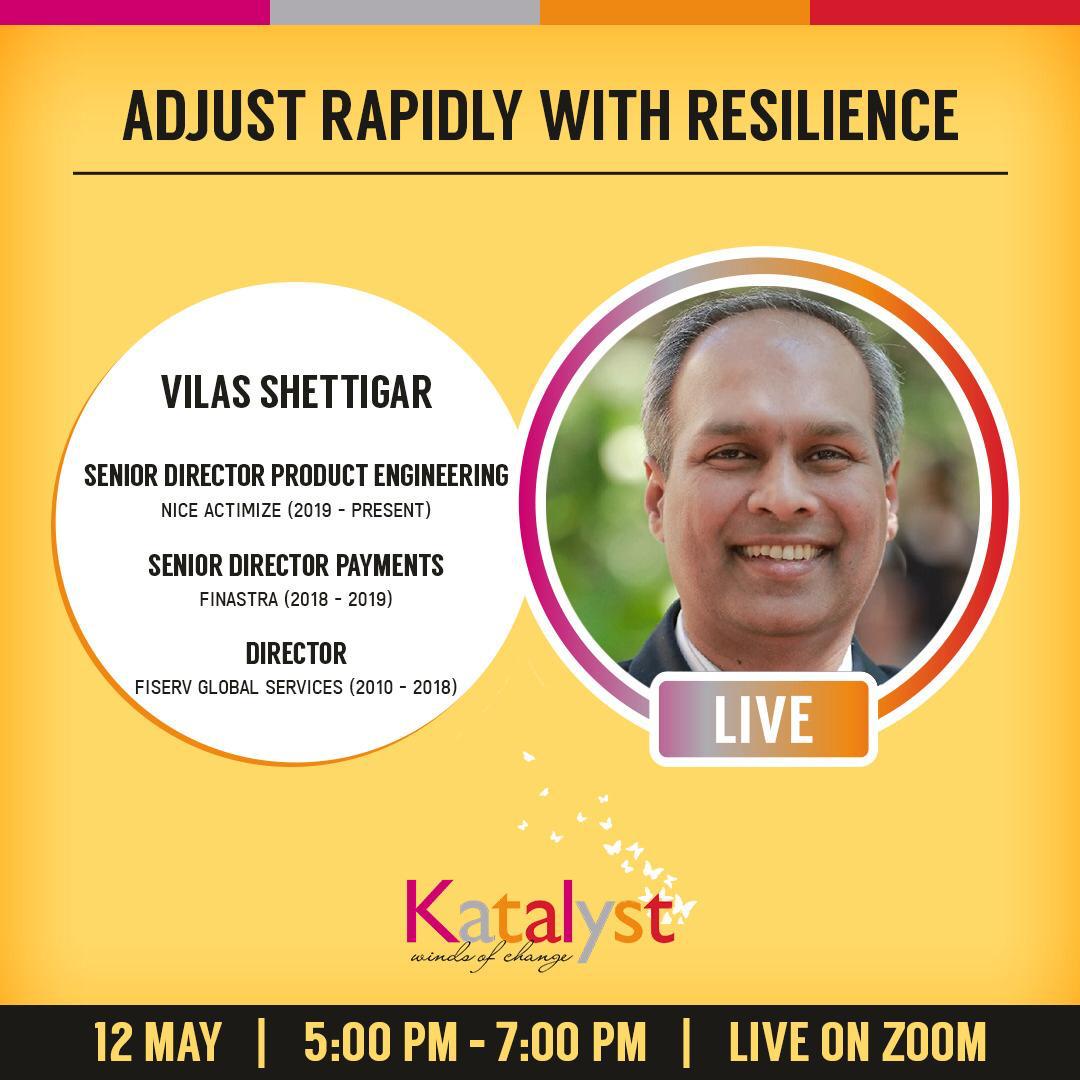 ADJUST RAPIDLY WITH RESILIENCE
VILAS SHETTIGAR
SENIOR DIRECTOR PRODUCT ENGINEERING
NICE ACTIMIZE (2019 - PRESENT)
SENIOR DIRECTOR PAYMENTS
FINASTRA (2018 - 2019)
DIRECTOR
FISERV GLOBAL SERVICES (2010 - 2018)
LIVE
Katalyst
winds of change
12 MAY | 5:00 PM - 7:00 PM | LIVE ON ZOOM